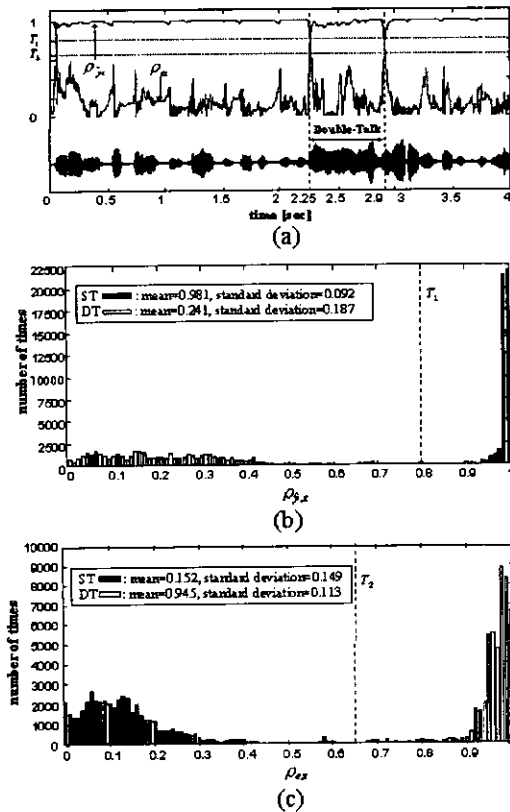 1
T₁
T₂
0
Double-Talk
0 0.5 1 1.5 2 2.25 2.5 2.9 3 3.5 4
time [sec]
(a)
22500
20000
17500
15000
12500
10000
7500
5000
2500
0
number of times
ST : mean=0.981, standard deviation=0.092
DT : mean=0.241, standard deviation=0.187
T₁
0 0.1 0.2 0.3 0.4 0.5 0.6 0.7 0.8 0.9 1
ρŷ,z
(b)
10000
9000
8000
7000
6000
5000
4000
3000
2000
1000
0
number of times
ST : mean=0.152, standard deviation=0.149
DT : mean=0.945, standard deviation=0.113
T₂
0 0.1 0.2 0.3 0.4 0.5 0.6 0.7 0.8 0.9 1
ρez
(c)